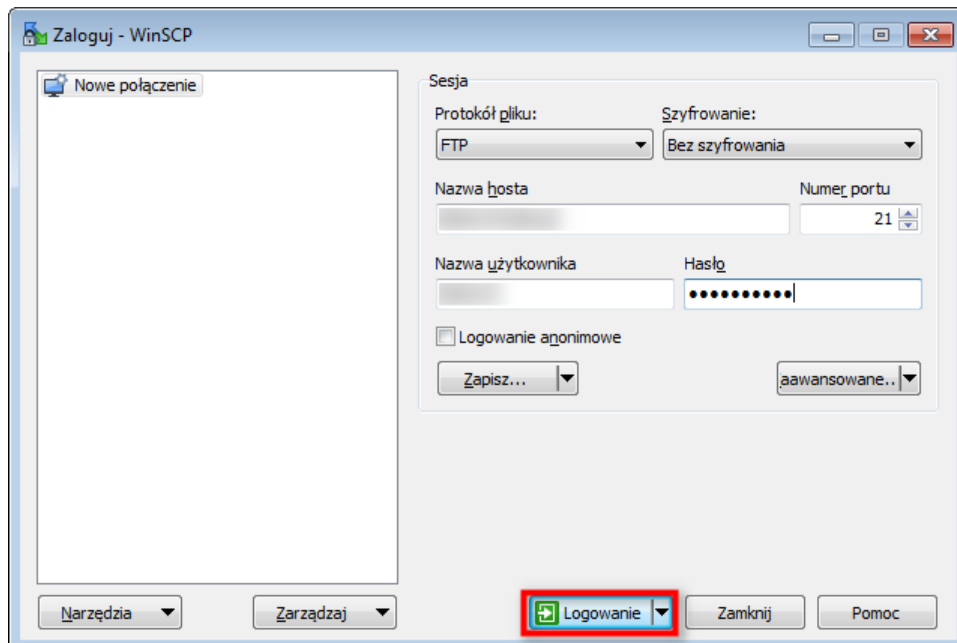 Zaloguj - WinSCP
Nowe połączenie
Sesja
Protokół pliku: Szyfrowanie:
FTP Bez szyfrowania
Nazwa hosta Numer portu
21
Nazwa użytkownika Hasło
••••••••••
Logowanie anonimowe
Zapisz... aawansowane..
Narzędzia Zarządzaj Logowanie Zamknij Pomoc